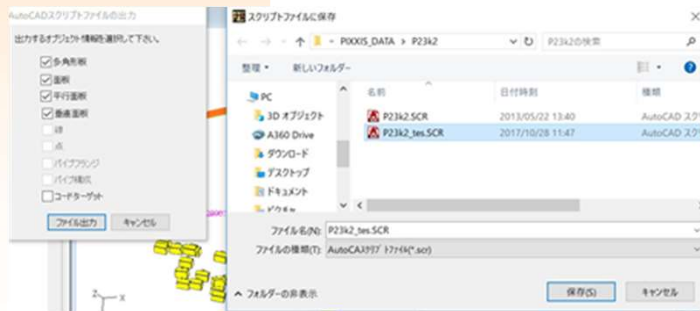 AutoCADスクリプトファイルの出力
出力するオブジェクト情報を選択して下さい。
多角形板
面板
平行面板
垂直面板
線
点
パイプフランジ
パイプ構成
コードターゲット
ファイル出力 キャンセル
スクリプトファイルに保存
PIXXIS_DATA > P23k2
P23k2の検索
整理 新しいフォルダー
名前 日付時刻 種類
PC
3D オブジェクト
A360 Drive
ダウンロード
デスクトップ
ドキュメント
ピクチャ
P23k2.SCR 2013/05/22 13:40 AutoCAD スク
P23k2_tes.SCR 2017/10/28 11:47 AutoCAD スク
ファイル名(N): P23k2_tes.SCR
ファイルの種類(T): AutoCAスクリプトファイル(*.scr)
フォルダーの非表示
保存(S) キャンセル
Z X